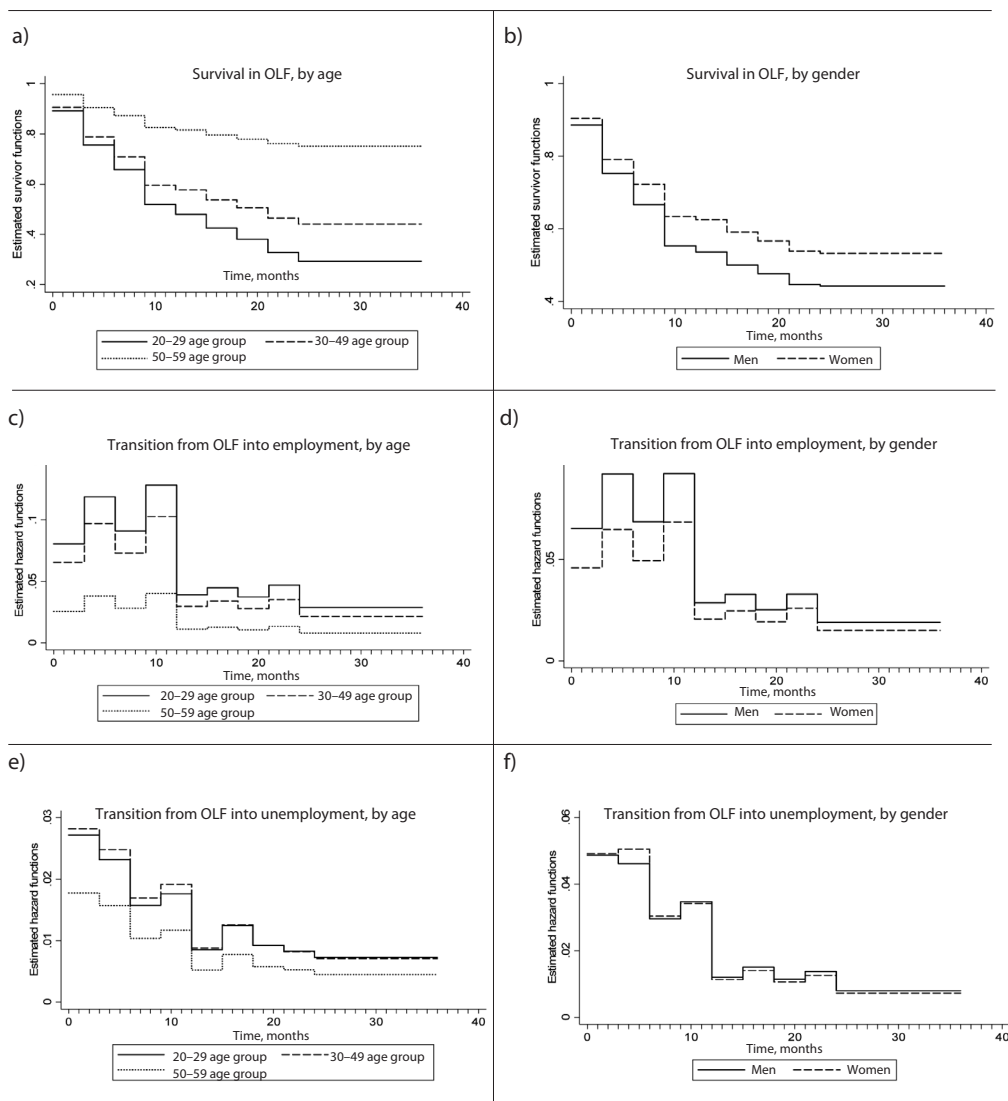 a)
Survival in OLF, by age
Estimated survivor functions
1
.8
.6
.4
.2
Time, months
0 10 20 30 40
20–29 age group 30–49 age group
50–59 age group
b)
Survival in OLF, by gender
Estimated survivor functions
1
.8
.6
.4
0 10 20 30 40
Time, months
Men Women
c)
Transition from OLF into employment, by age
Estimated hazard functions
.1
.05
0
0 10 20 30 40
Time, months
20–29 age group 30–49 age group
50–59 age group
d)
Transition from OLF into employment, by gender
Estimated hazard functions
.05
0
0 10 20 30 40
Time, months
Men Women
e)
Transition from OLF into unemployment, by age
Estimated hazard functions
.03
.02
.01
0
0 10 20 30 40
Time, months
20–29 age group 30–49 age group
50–59 age group
f)
Transition from OLF into unemployment, by gender
Estimated hazard functions
.06
.04
.02
0
0 10 20 30 40
Time, months
Men Women